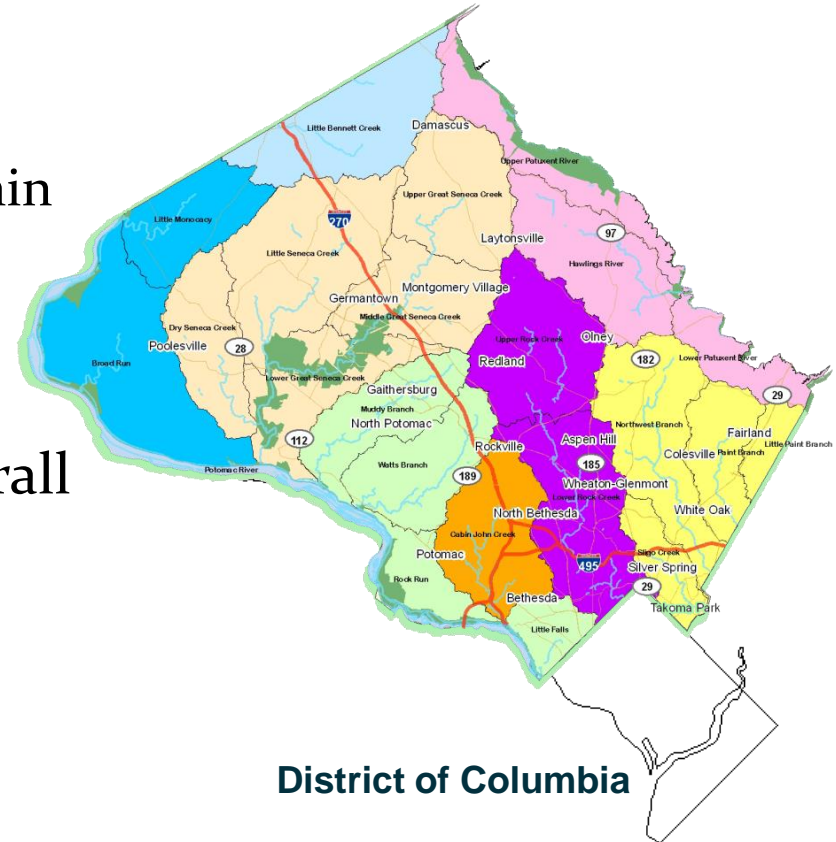 ain
rall
Little Bennett Creek
Damascus
Upper Patuxent River
Little Monocacy
270
Upper Great Seneca Creek
97
Laytonsville
Little Seneca Creek
Hawlings River
Montgomery Village
Germantown
Middle Great Seneca Creek
Dry Seneca Creek
Poolesville
28
Upper Rock Creek
Olney
182
Lower Patuxent River
Broad Run
Redland
Lower Great Seneca Creek
Gaithersburg
29
Muddy Branch
North Potomac
Northwest Branch
Fairland
112
Rockville
Aspen Hill
Colesville
Paint Branch
Little Paint Branch
Watts Branch
185
Potomac River
189
Wheaton-Glenmont
Lower Rock Creek
White Oak
North Bethesda
Cabin John Creek
Potomac
Sligo Creek
495
Silver Spring
Rock Run
29
Bethesda
Takoma Park
Little Falls
District of Columbia